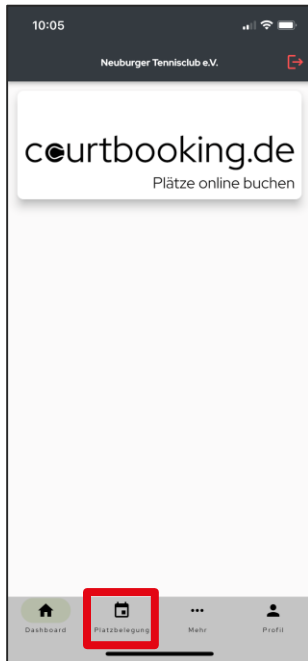 10:05
Neuburger Tennisclub e.V.
courtbooking.de
Plätze online buchen
Dashboard
Platzbelegung
Mehr
Profil